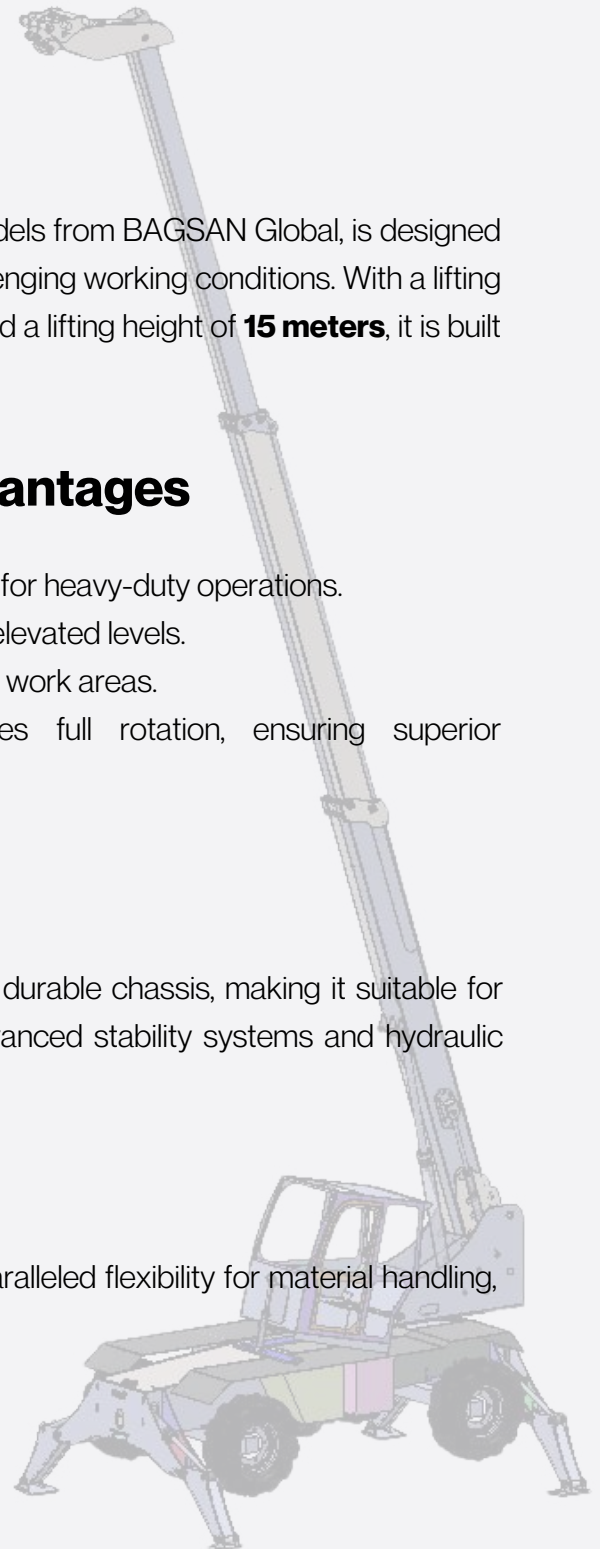 dels from BAGSAN Global, is designed
enging working conditions. With a lifting
d a lifting height of 15 meters, it is built
antages
for heavy-duty operations.
elevated levels.
work areas.
es full rotation, ensuring superior
durable chassis, making it suitable for
anced stability systems and hydraulic
aralleled flexibility for material handling,